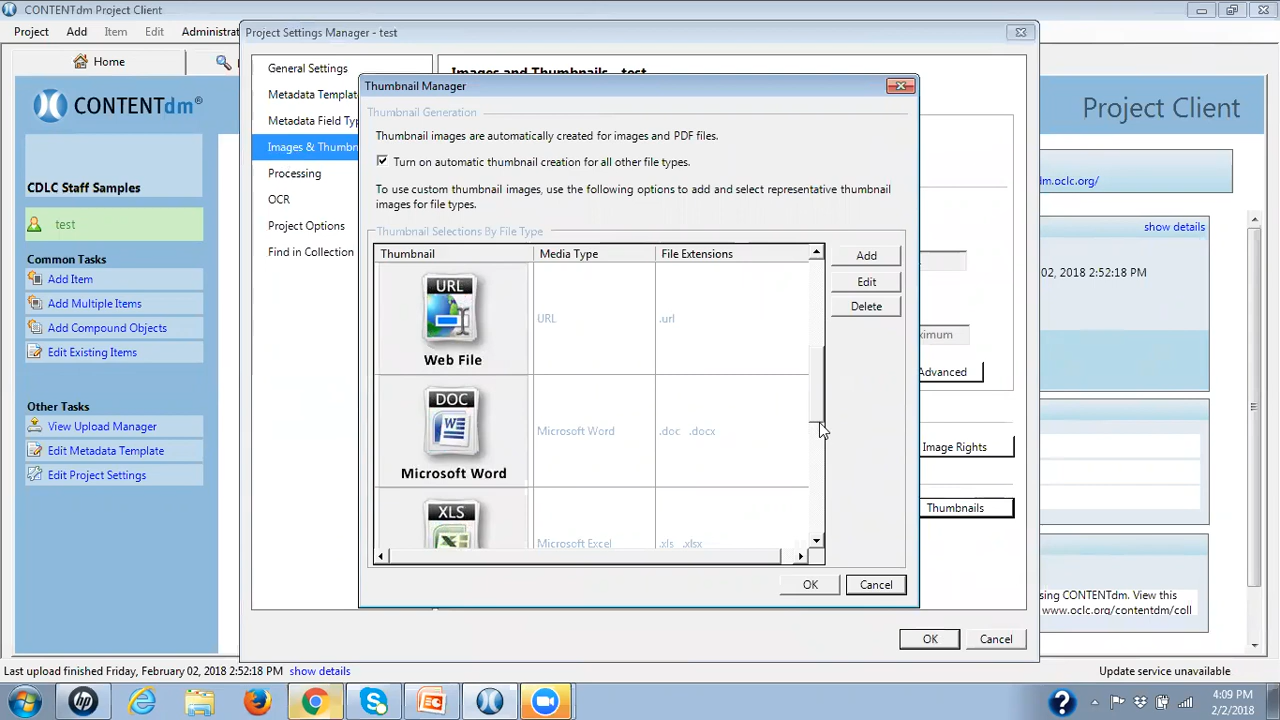 CONTENTdm Project Client
Project Add Item Edit Administra
Home
CONTENTdm®
Project Client
CDLC Staff Samples
test
Common Tasks
Add Item
Add Multiple Items
Add Compound Objects
Edit Existing Items
Other Tasks
View Upload Manager
Edit Metadata Template
Edit Project Settings
Project Settings Manager - test
General Settings
Metadata Templa
Metadata Field Typ
Images & Thumbn
Processing
OCR
Project Options
Find in Collection
Images and Thumbnails - test
Thumbnail Manager
Thumbnail Generation
Thumbnail images are automatically created for images and PDF files.
Turn on automatic thumbnail creation for all other file types.
To use custom thumbnail images, use the following options to add and select representative thumbnail
images for file types.
Thumbnail Selections By File Type
Thumbnail Media Type File Extensions
URL
Web File
URL .url
DOC
Microsoft Word
Microsoft Word .doc .docx
XLS
Microsoft Excel .xls .xlsx
Add
Edit
Delete
OK Cancel
ximum
Advanced
Image Rights
Thumbnails
OK Cancel
dm.oclc.org/
show details
02, 2018 2:52:18 PM
sing CONTENTdm. View this
www.oclc.org/contentdm/coll
Last upload finished Friday, February 02, 2018 2:52:18 PM show details
Update service unavailable
4:09 PM
2/2/2018